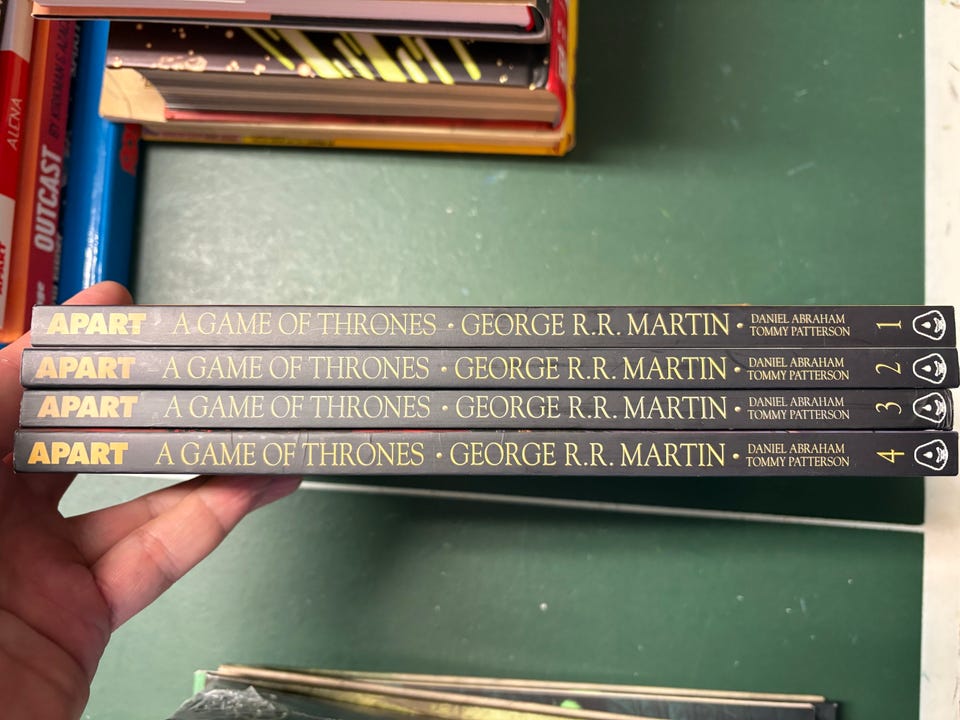 ALCNA
OUTCAST
APART A GAME OF THRONES · GEORGE R.R. MARTIN · DANIEL ABRAHAM TOMMY PATTERSON 1
APART A GAME OF THRONES · GEORGE R.R. MARTIN · DANIEL ABRAHAM TOMMY PATTERSON 2
APART A GAME OF THRONES · GEORGE R.R. MARTIN · DANIEL ABRAHAM TOMMY PATTERSON 3
APART A GAME OF THRONES · GEORGE R.R. MARTIN · DANIEL ABRAHAM TOMMY PATTERSON 4